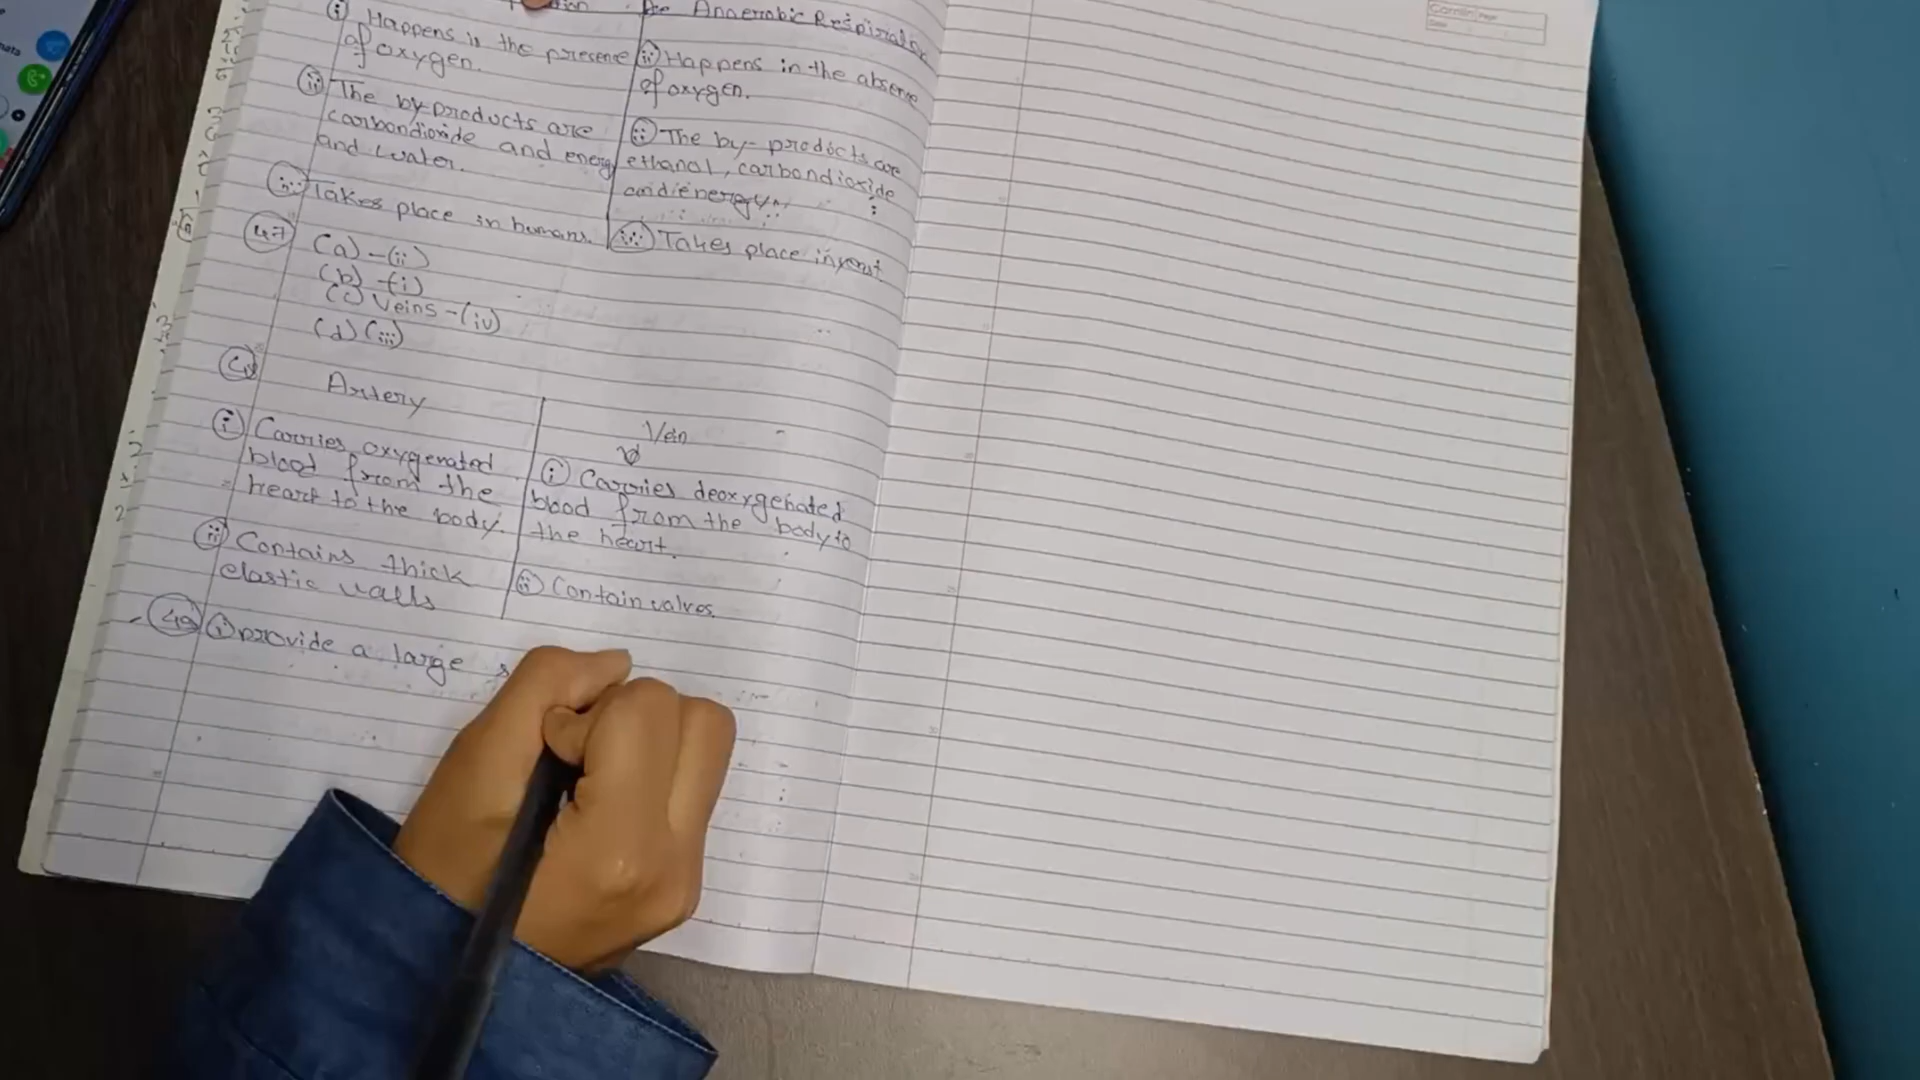 Anaerobic Respiration
(i) Happens in the presence
of oxygen.
(ii) The by-products are
carbondioxide and energy
and water.
(iii) Takes place in humans.
(ii) Happens in the absense
of oxygen.
(ii) The by-products are
ethanol, carbondioxide
and energy
(iii) Takes place in yeast
47
(a) - (ii)
(b) - (i)
(c) Veins - (iv)
(d) (iii)
Artery
(i) Carries oxygenated
blood from the
heart to the body.
(ii) Contains thick
elastic walls
Vein
(i) Carries deoxygenated
blood from the body to
the heart.
(ii) Contain valves.
(i) provide a large s